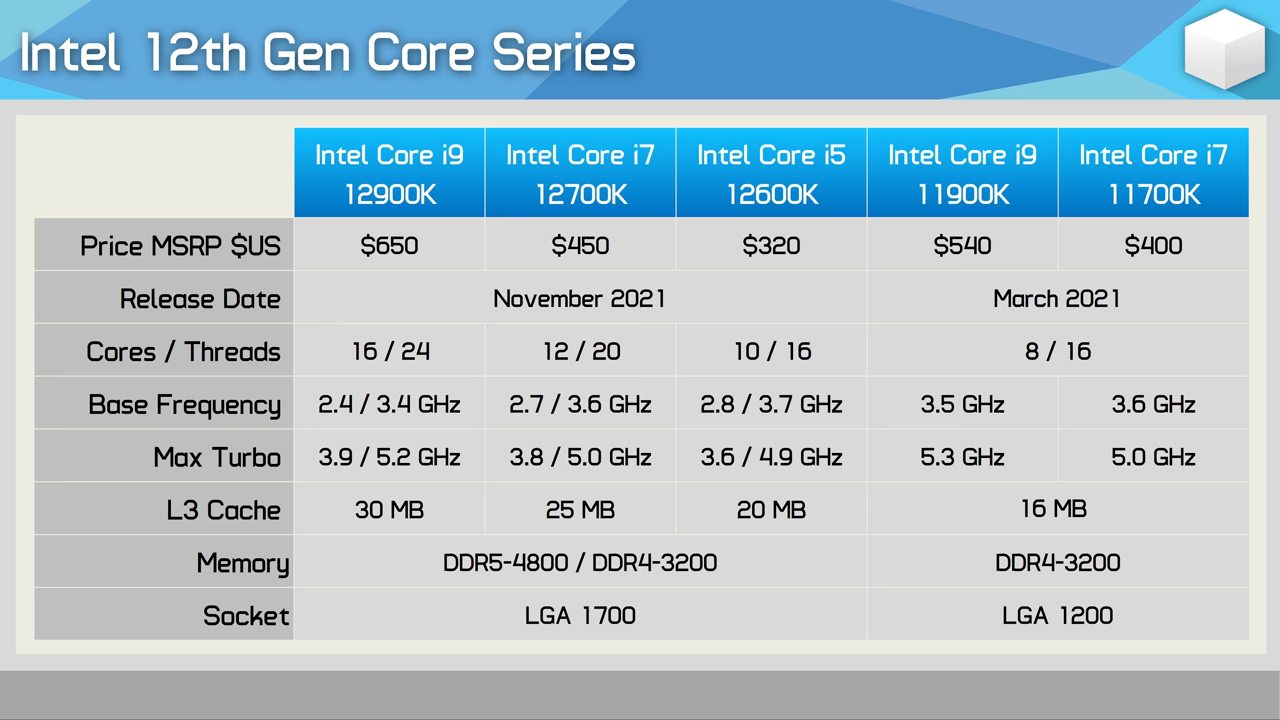 Intel 12th Gen Core Series
Intel Core i9 Intel Core i7 Intel Core i5 Intel Core i9 Intel Core i7
12900K 12700K 12600K 11900K 11700K
Price MSRP $US $650 $450 $320 $540 $400
Release Date November 2021 March 2021
Cores / Threads 16 / 24 12 / 20 10 / 16 8 / 16
Base Frequency 2.4 / 3.4 GHz 2.7 / 3.6 GHz 2.8 / 3.7 GHz 3.5 GHz 3.6 GHz
Max Turbo 3.9 / 5.2 GHz 3.8 / 5.0 GHz 3.6 / 4.9 GHz 5.3 GHz 5.0 GHz
L3 Cache 30 MB 25 MB 20 MB 16 MB
Memory DDR5-4800 / DDR4-3200 DDR4-3200
Socket LGA 1700 LGA 1200